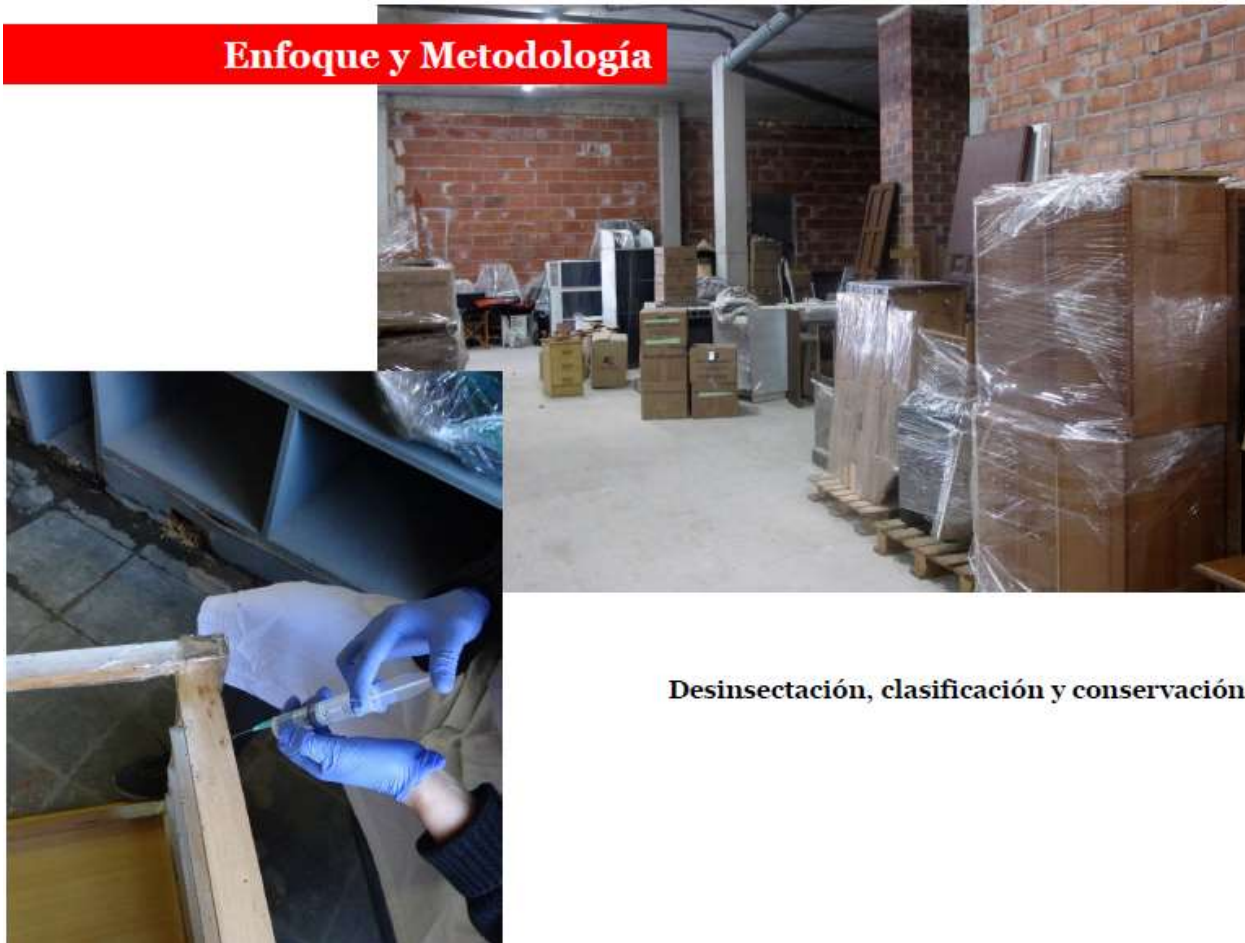 Enfoque y Metodología
Desinsectación, clasificación y conservación